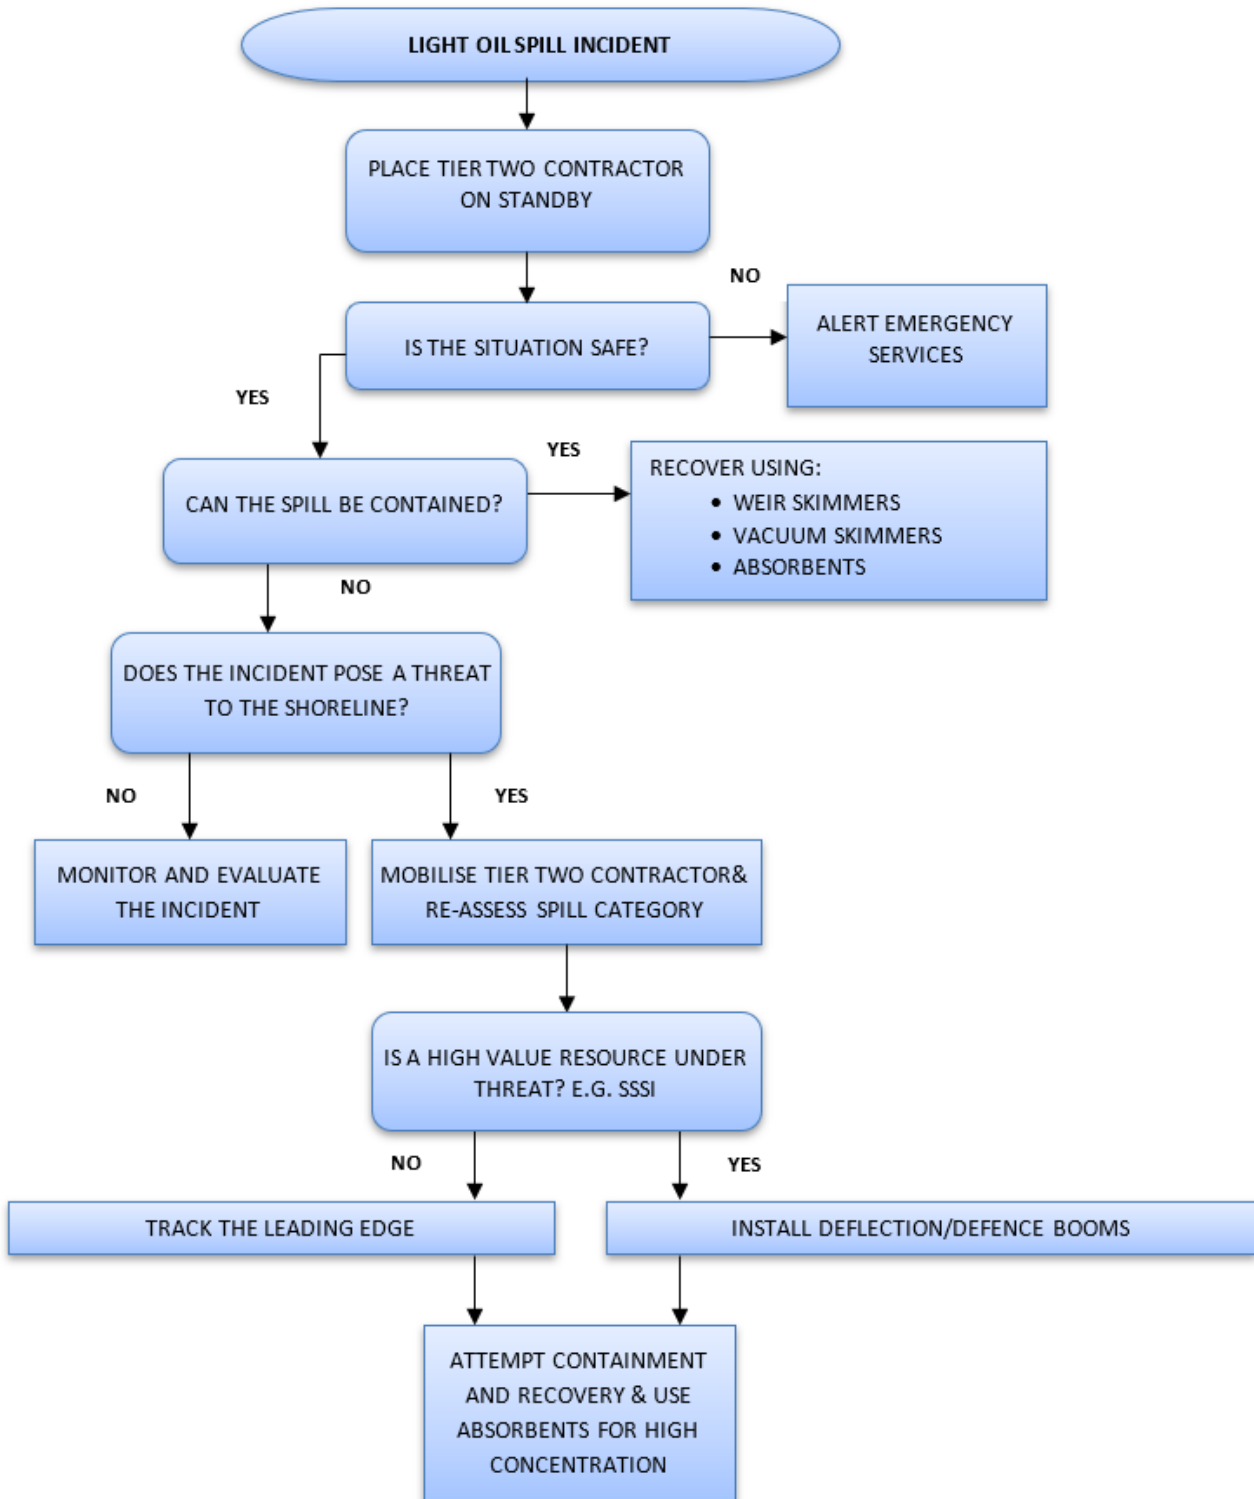 LIGHT OIL SPILL INCIDENT
PLACE TIER TWO CONTRACTOR
ON STANDBY
NO
IS THE SITUATION SAFE?
ALERT EMERGENCY
SERVICES
YES
YES
CAN THE SPILL BE CONTAINED?
RECOVER USING:
• WEIR SKIMMERS
• VACUUM SKIMMERS
• ABSORBENTS
NO
DOES THE INCIDENT POSE A THREAT
TO THE SHORELINE?
NO
YES
MONITOR AND EVALUATE
THE INCIDENT
MOBILISE TIER TWO CONTRACTOR&
RE-ASSESS SPILL CATEGORY
IS A HIGH VALUE RESOURCE UNDER
THREAT? E.G. SSSI
NO
YES
TRACK THE LEADING EDGE
INSTALL DEFLECTION/DEFENCE BOOMS
ATTEMPT CONTAINMENT
AND RECOVERY & USE
ABSORBENTS FOR HIGH
CONCENTRATION